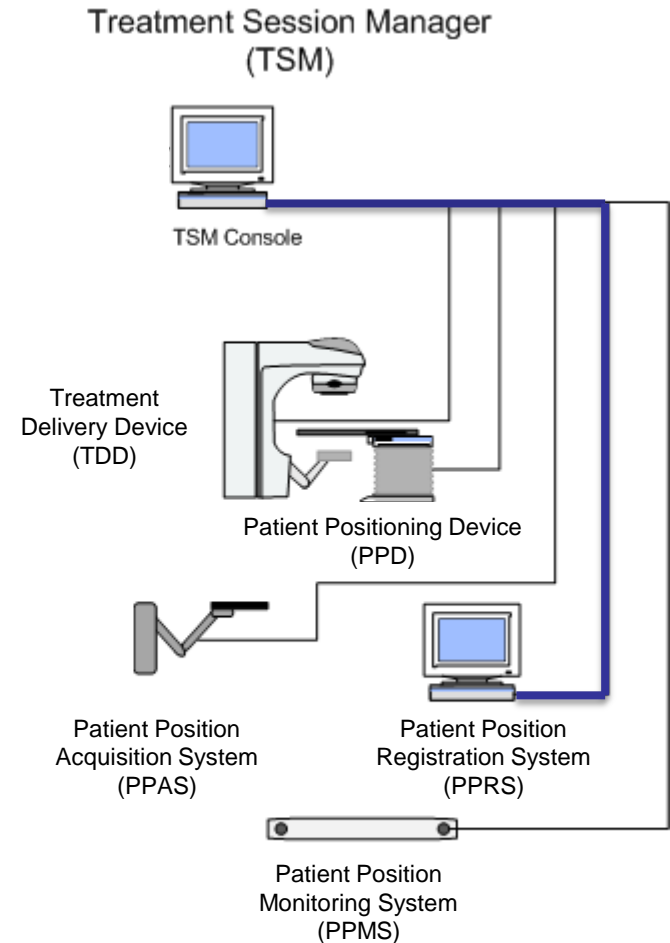 Treatment Session Manager
(TSM)
TSM Console
Treatment
Delivery Device
(TDD)
Patient Positioning Device
(PPD)
Patient Position
Acquisition System
(PPAS)
Patient Position
Registration System
(PPRS)
Patient Position
Monitoring System
(PPMS)